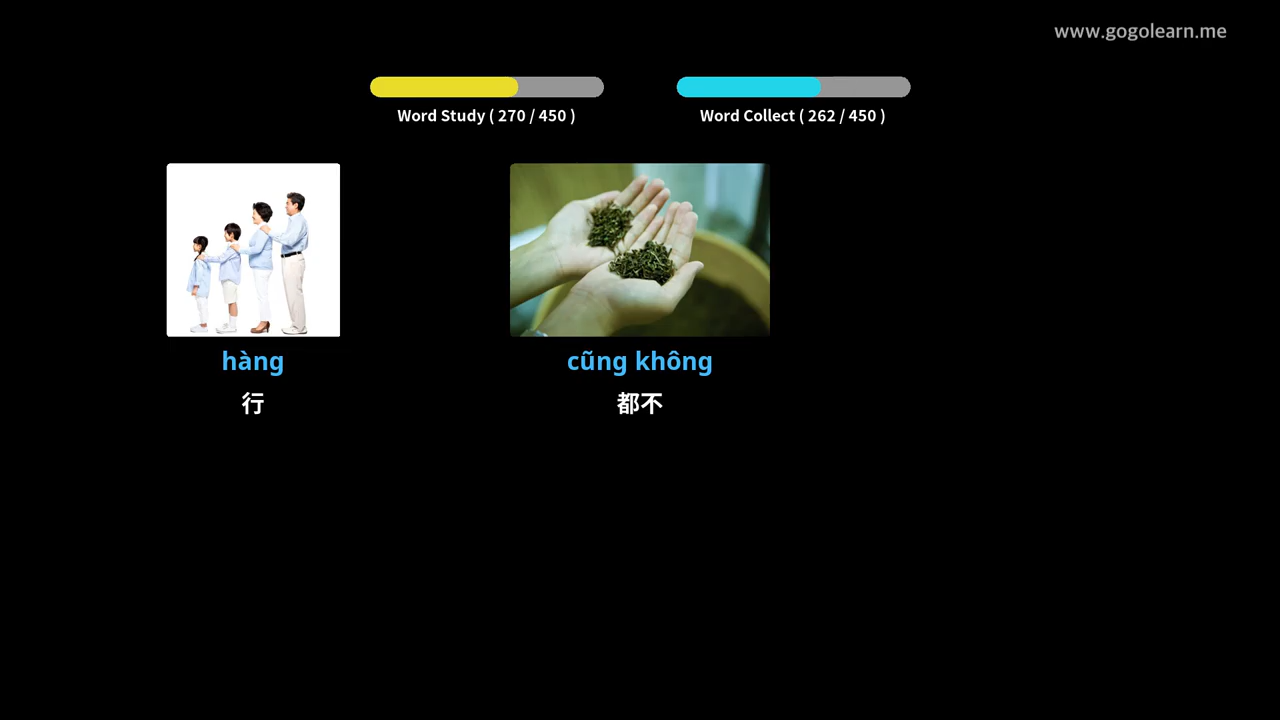 www.gogolearn.me
Word Study ( 270 / 450 )
Word Collect ( 262 / 450 )
hàng
行
cũng không
都不